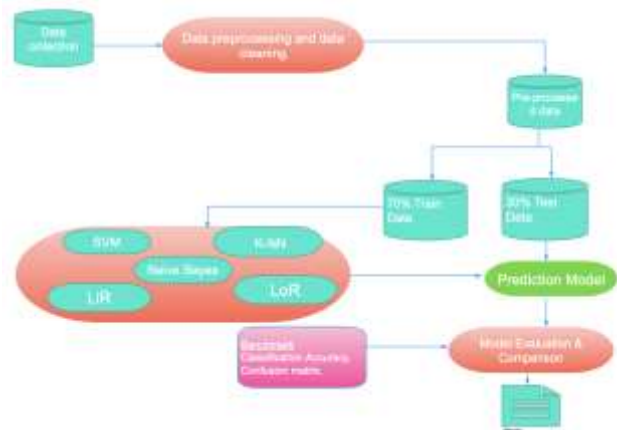 Data
collection
Data preprocessing and data
cleaning
Pre-processe
d data
70% Train
Data
30% Test
Data
SVM
K-NN
Naive Bayes
LiR
LoR
Prediction Model
Classification Accuracy,
Confusion matrix,
Model Evaluation &
Comparison